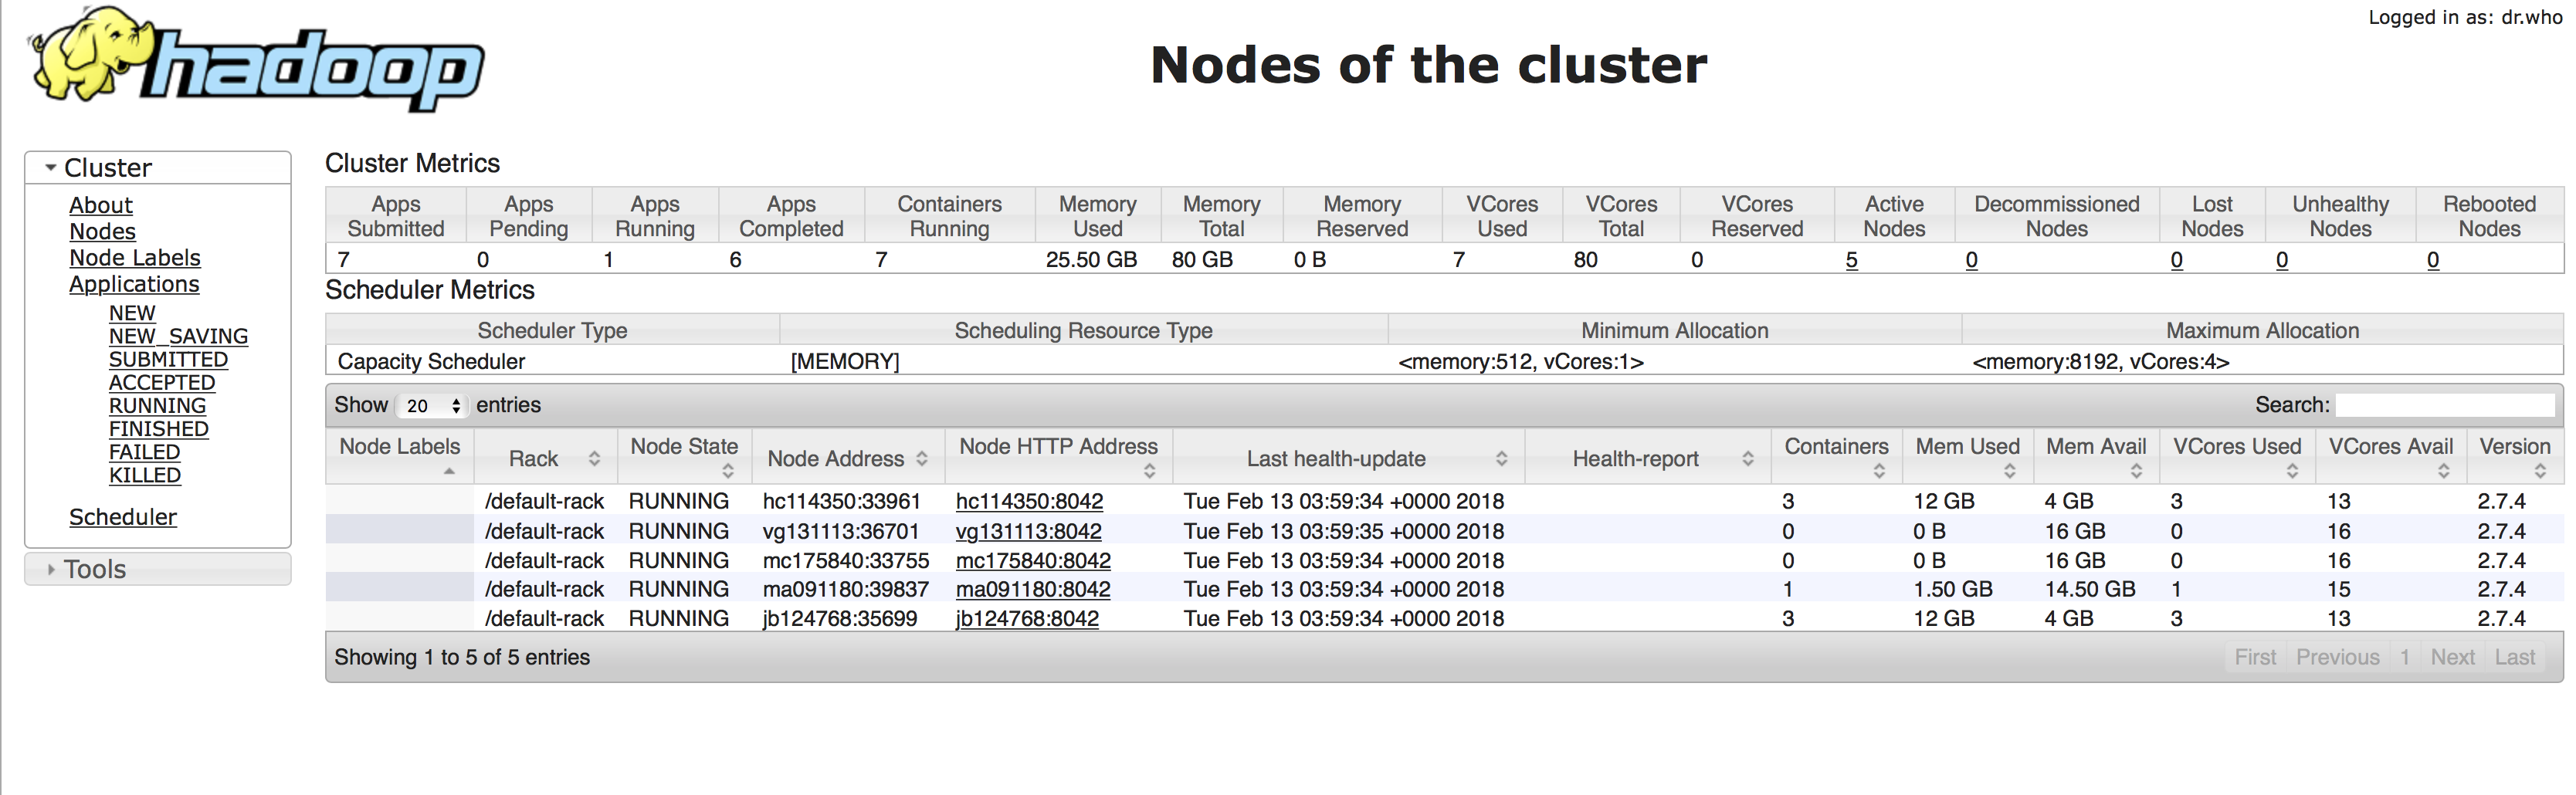 Logged in as: dr.who
hadoop
Nodes of the cluster
Cluster
About
Nodes
Node Labels
Applications
NEW
NEW_SAVING
SUBMITTED
ACCEPTED
RUNNING
FINISHED
FAILED
KILLED
Scheduler
Tools
Cluster Metrics
Apps Submitted Apps Pending Apps Running Apps Completed Containers Running Memory Used Memory Total Memory Reserved VCores Used VCores Total VCores Reserved Active Nodes Decommissioned Nodes Lost Nodes Unhealthy Nodes Rebooted Nodes
7 0 1 6 7 25.50 GB 80 GB 0 B 7 80 0 5 0 0 0 0
Scheduler Metrics
Scheduler Type Scheduling Resource Type Minimum Allocation Maximum Allocation
Capacity Scheduler [MEMORY] <memory:512, vCores:1> <memory:8192, vCores:4>
Show 20 entries Search:
Node Labels Rack Node State Node Address Node HTTP Address Last health-update Health-report Containers Mem Used Mem Avail VCores Used VCores Avail Version
/default-rack RUNNING hc114350:33961 hc114350:8042 Tue Feb 13 03:59:34 +0000 2018 3 12 GB 4 GB 3 13 2.7.4
/default-rack RUNNING vg131113:36701 vg131113:8042 Tue Feb 13 03:59:35 +0000 2018 0 0 B 16 GB 0 16 2.7.4
/default-rack RUNNING mc175840:33755 mc175840:8042 Tue Feb 13 03:59:34 +0000 2018 0 0 B 16 GB 0 16 2.7.4
/default-rack RUNNING ma091180:39837 ma091180:8042 Tue Feb 13 03:59:34 +0000 2018 1 1.50 GB 14.50 GB 1 15 2.7.4
/default-rack RUNNING jb124768:35699 jb124768:8042 Tue Feb 13 03:59:34 +0000 2018 3 12 GB 4 GB 3 13 2.7.4
Showing 1 to 5 of 5 entries First Previous 1 Next Last